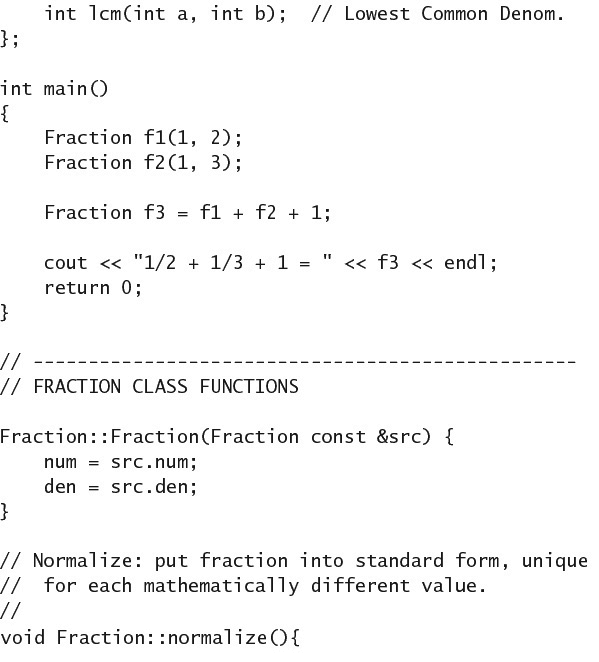 int lcm(int a, int b);  // Lowest Common Denom.
};
int main()
{
Fraction f1(1, 2);
Fraction f2(1, 3);
Fraction f3 = f1 + f2 + 1;
cout << "1/2 + 1/3 + 1 = " << f3 << endl;
return 0;
}
// -------------------------------------------------
// FRACTION CLASS FUNCTIONS
Fraction::Fraction(Fraction const &src) {
num = src.num;
den = src.den;
}
// Normalize: put fraction into standard form, unique
//  for each mathematically different value.
//
void Fraction::normalize(){